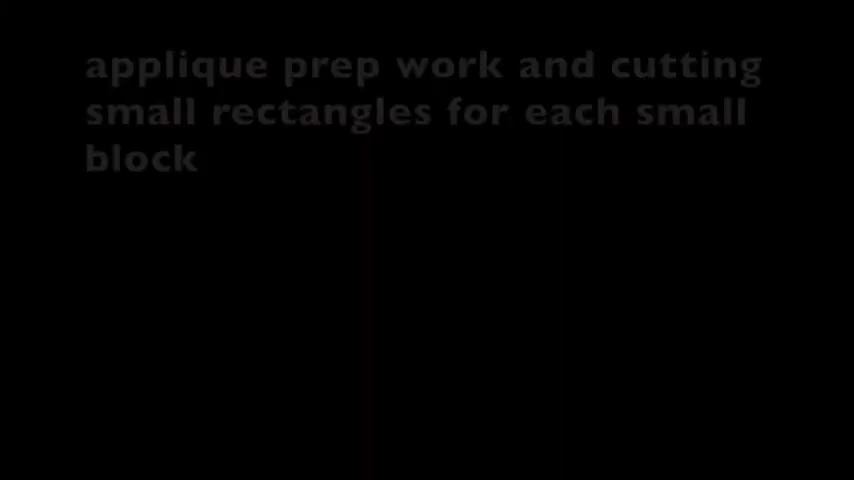 applique prep work and cutting
small rectangles for each small
block